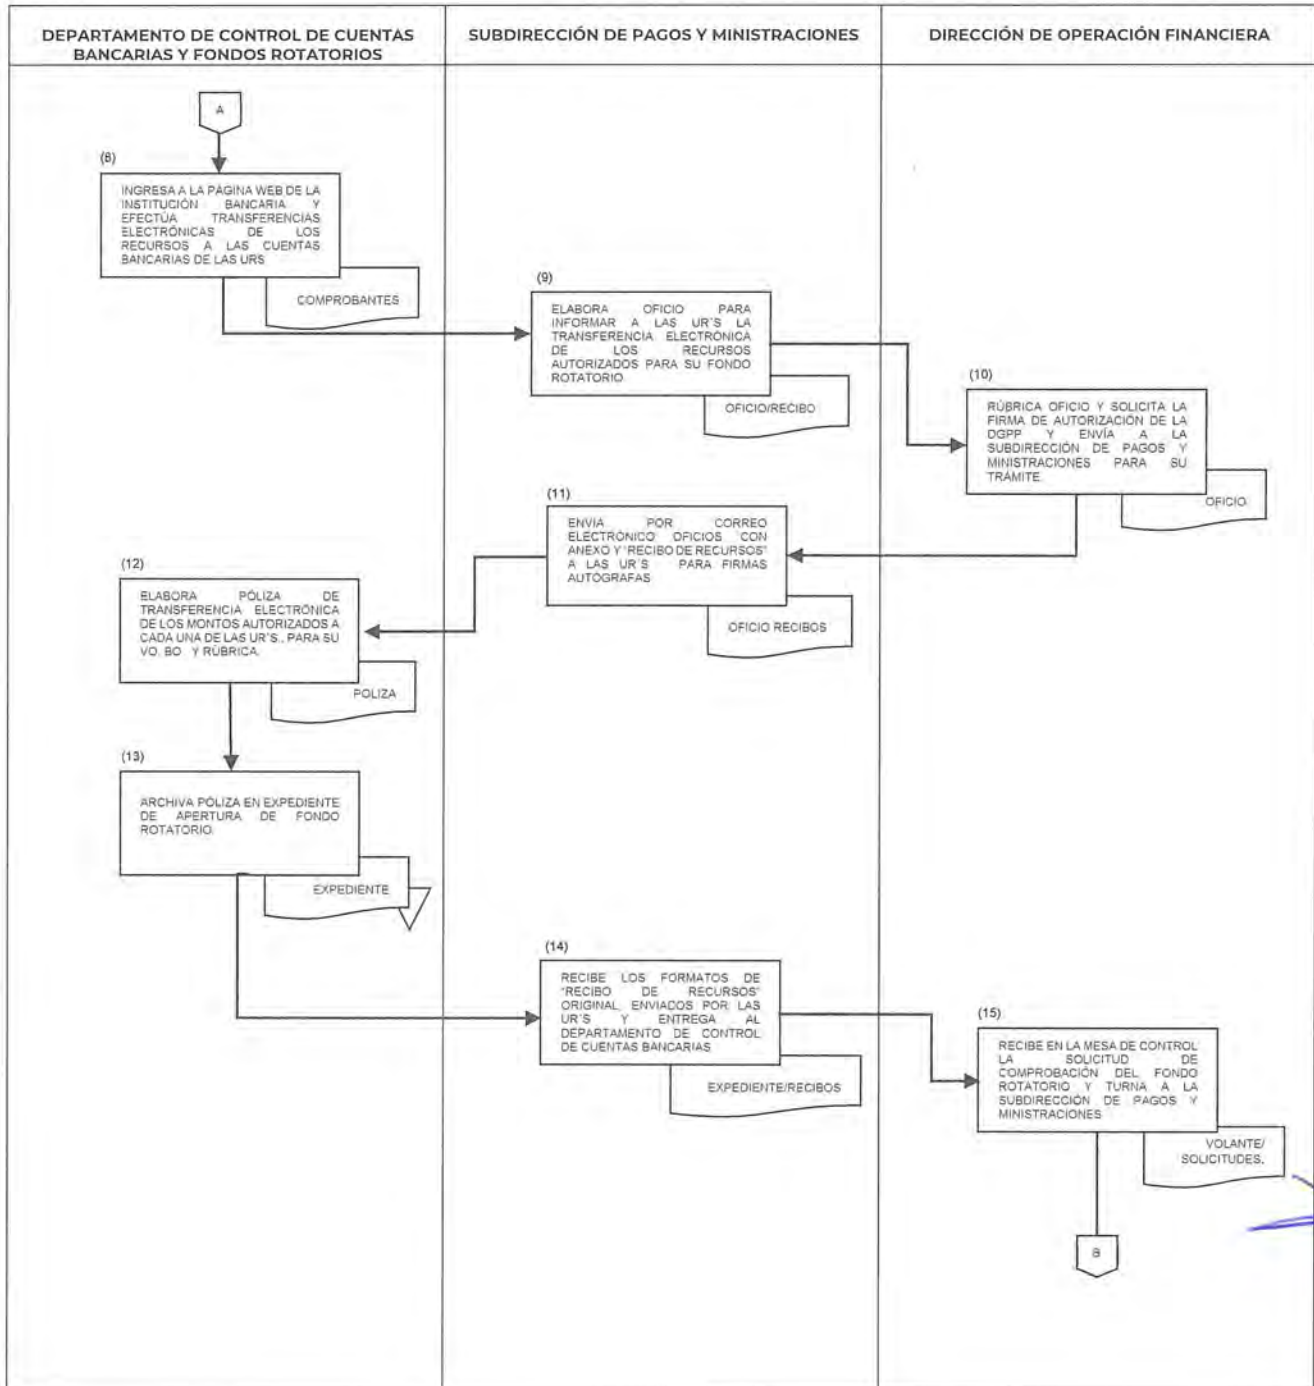 DEPARTAMENTO DE CONTROL DE CUENTAS
BANCARIAS Y FONDOS ROTATORIOS
SUBDIRECCIÓN DE PAGOS Y MINISTRACIONES
DIRECCIÓN DE OPERACIÓN FINANCIERA
A
(8)
INGRESA A LA PÁGINA WEB DE LA
INSTITUCIÓN BANCARIA Y
EFECTÚA TRANSFERENCIAS
ELECTRÓNICAS DE LOS
RECURSOS A LAS CUENTAS
BANCARIAS DE LAS URS
COMPROBANTES
(9)
ELABORA OFICIO PARA
INFORMAR A LAS UR´S LA
TRANSFERENCIA ELECTRÓNICA
DE LOS RECURSOS
AUTORIZADOS PARA SU FONDO
ROTATORIO.
OFICIO/RECIBO
(10)
RÚBRICA OFICIO Y SOLICITA LA
FIRMA DE AUTORIZACIÓN DE LA
DGPP Y ENVÍA A LA
SUBDIRECCIÓN DE PAGOS Y
MINISTRACIONES PARA SU
TRÁMITE.
OFICIO.
(11)
ENVIA POR CORREO
ELECTRÓNICO OFICIOS CON
ANEXO Y "RECIBO DE RECURSOS"
A LAS UR´S PARA FIRMAS
AUTÓGRAFAS
OFICIO RECIBOS
(12)
ELABORA PÓLIZA DE
TRANSFERENCIA ELECTRÓNICA
DE LOS MONTOS AUTORIZADOS A
CADA UNA DE LAS UR´S., PARA SU
VO. BO Y RÚBRICA.
POLIZA
(13)
ARCHIVA PÓLIZA EN EXPEDIENTE
DE APERTURA DE FONDO
ROTATORIO.
EXPEDIENTE
(14)
RECIBE LOS FORMATOS DE
"RECIBO DE RECURSOS"
ORIGINAL, ENVIADOS POR LAS
UR´S Y ENTREGA AL
DEPARTAMENTO DE CONTROL
DE CUENTAS BANCARIAS
EXPEDIENTE/RECIBOS
(15)
RECIBE EN LA MESA DE CONTROL
LA SOLICITUD DE
COMPROBACIÓN DEL FONDO
ROTATORIO Y TURNA A LA
SUBDIRECCIÓN DE PAGOS Y
MINISTRACIONES
VOLANTE/
SOLICITUDES.
B